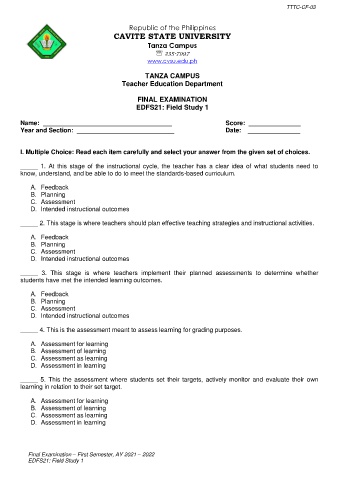 TTTC-CF-03
Republic of the Philippines
CAVITE STATE UNIVERSITY
Tanza Campus
www.cvsu.edu.ph
TANZA CAMPUS
Teacher Education Department
FINAL EXAMINATION
EDFS21: Field Study 1
Name: ____________________ Score: __________
Year and Section: ____________________ Date: __________
I. Multiple Choice: Read each item carefully and select your answer from the given set of choices.
_____ 1. At this stage of the instructional cycle, the teacher has a clear idea of what students need to
know, understand, and be able to do to meet the standards-based curriculum.
A. Feedback
B. Planning
C. Assessment
D. Intended instructional outcomes
_____ 2. This stage is where teachers should plan effective teaching strategies and instructional activities.
A. Feedback
B. Planning
C. Assessment
D. Intended instructional outcomes
_____ 3. This stage is where teachers implement their planned assessments to determine whether
students have met the intended learning outcomes.
A. Feedback
B. Planning
C. Assessment
D. Intended instructional outcomes
_____ 4. This is the assessment meant to assess learning for grading purposes.
A. Assessment for learning
B. Assessment of learning
C. Assessment as learning
D. Assessment in learning
_____ 5. This the assessment where students set their targets, actively monitor and evaluate their own
learning in relation to their set target.
A. Assessment for learning
B. Assessment of learning
C. Assessment as learning
D. Assessment in learning
Final Examination – First Semester, AY 2021 – 2022
EDFS21: Field Study 1